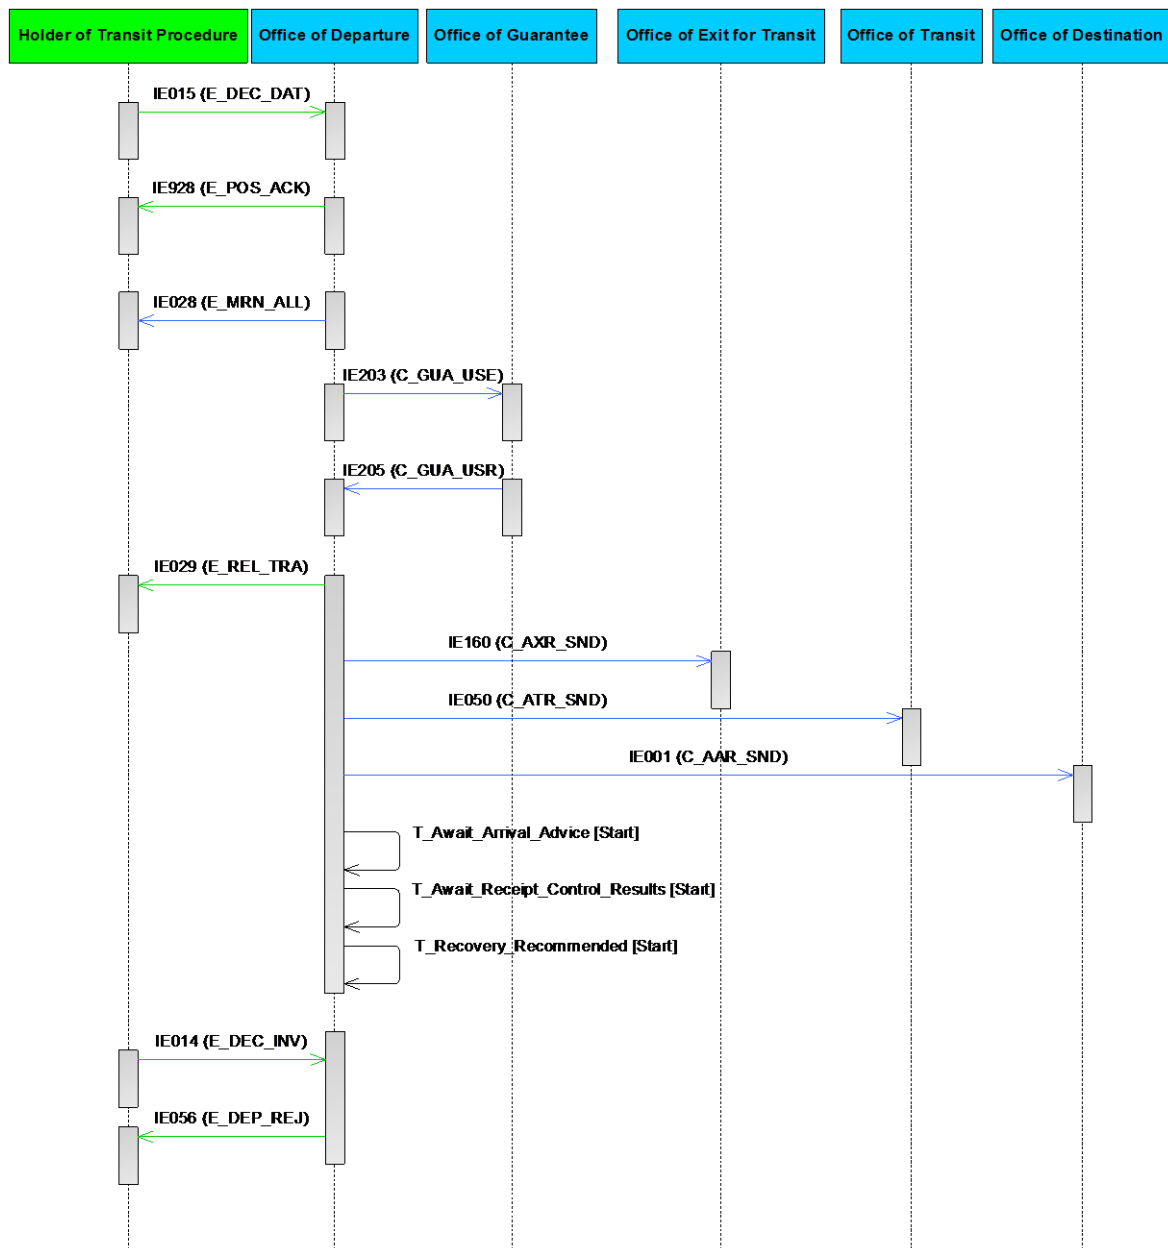 Holder of Transit Procedure
Office of Departure
Office of Guarantee
Office of Exit for Transit
Office of Transit
Office of Destination
IE015 (E_DEC_DAT)
IE928 (E_POS_ACK)
IE028 (E_MRN_ALL)
IE203 (C_GUA_USE)
IE205 (C_GUA_USR)
IE029 (E_REL_TRA)
IE160 (C_AXR_SND)
IE050 (C_ATR_SND)
IE001 (C_AAR_SND)
T_Await_Arrival_Advice [Start]
T_Await_Receipt_Control_Results [Start]
T_Recovery_Recommended [Start]
IE014 (E_DEC_INV)
IE056 (E_DEP_REJ)